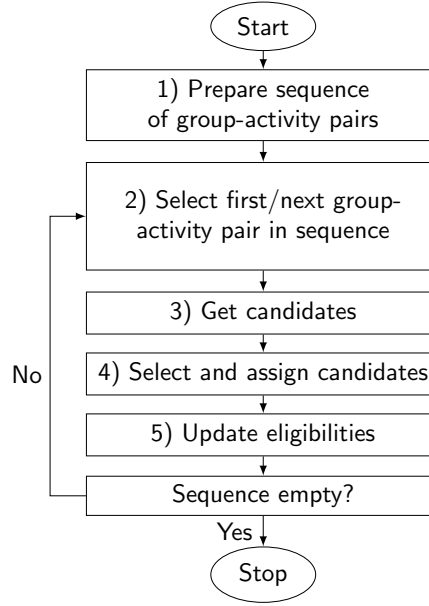 Start
1) Prepare sequence
of group-activity pairs
2) Select first/next group-
activity pair in sequence
3) Get candidates
No
4) Select and assign candidates
5) Update eligibilities
Sequence empty?
Yes
Stop